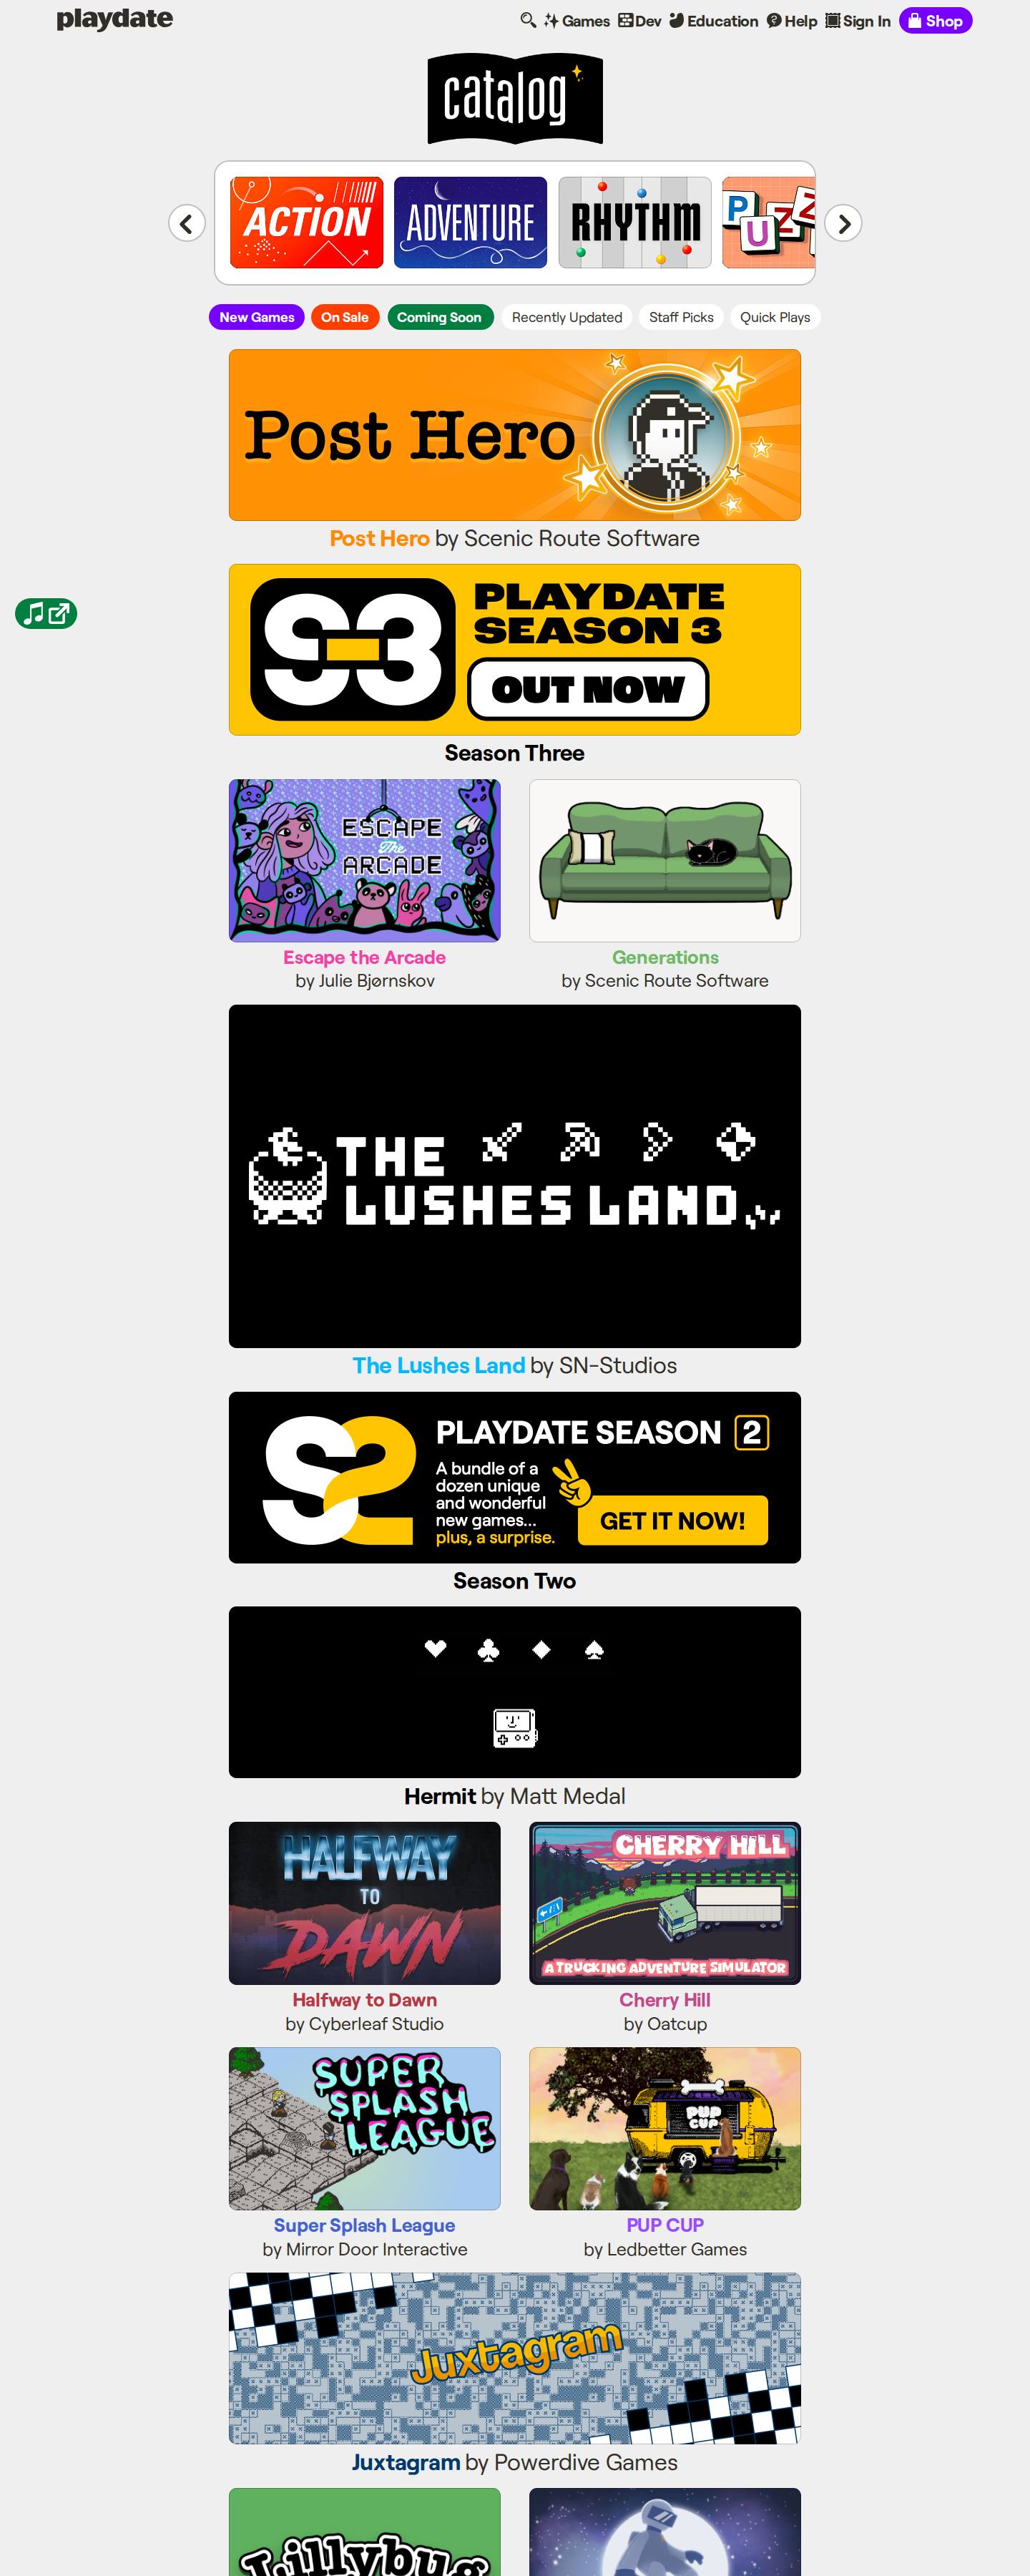 playdate
Games Dev Education Help Sign In Shop
catalog
ACTION
ADVENTURE
RHYTHM
PUZZ
New Games
On Sale
Coming Soon
Recently Updated
Staff Picks
Quick Plays
Post Hero
Post Hero by Scenic Route Software
S3
PLAYDATE
SEASON 3
OUT NOW
Season Three
ESCAPE
The
ARCADE
Escape the Arcade
by Julie Bjørnskov
Generations
by Scenic Route Software
THE
LUSHES LAND
The Lushes Land by SN-Studios
S2
PLAYDATE SEASON 2
A bundle of a
dozen unique
and wonderful
new games...
plus, a surprise.
GET IT NOW!
Season Two
Hermit by Matt Medal
HALFWAY
TO
DAWN
Halfway to Dawn
by Cyberleaf Studio
CHERRY HILL
A TRUCKING ADVENTURE SIMULATOR
Cherry Hill
by Oatcup
SUPER
SPLASH
LEAGUE
Super Splash League
by Mirror Door Interactive
PUP
CUP
PUP CUP
by Ledbetter Games
Juxtagram
Juxtagram by Powerdive Games
Lillybug